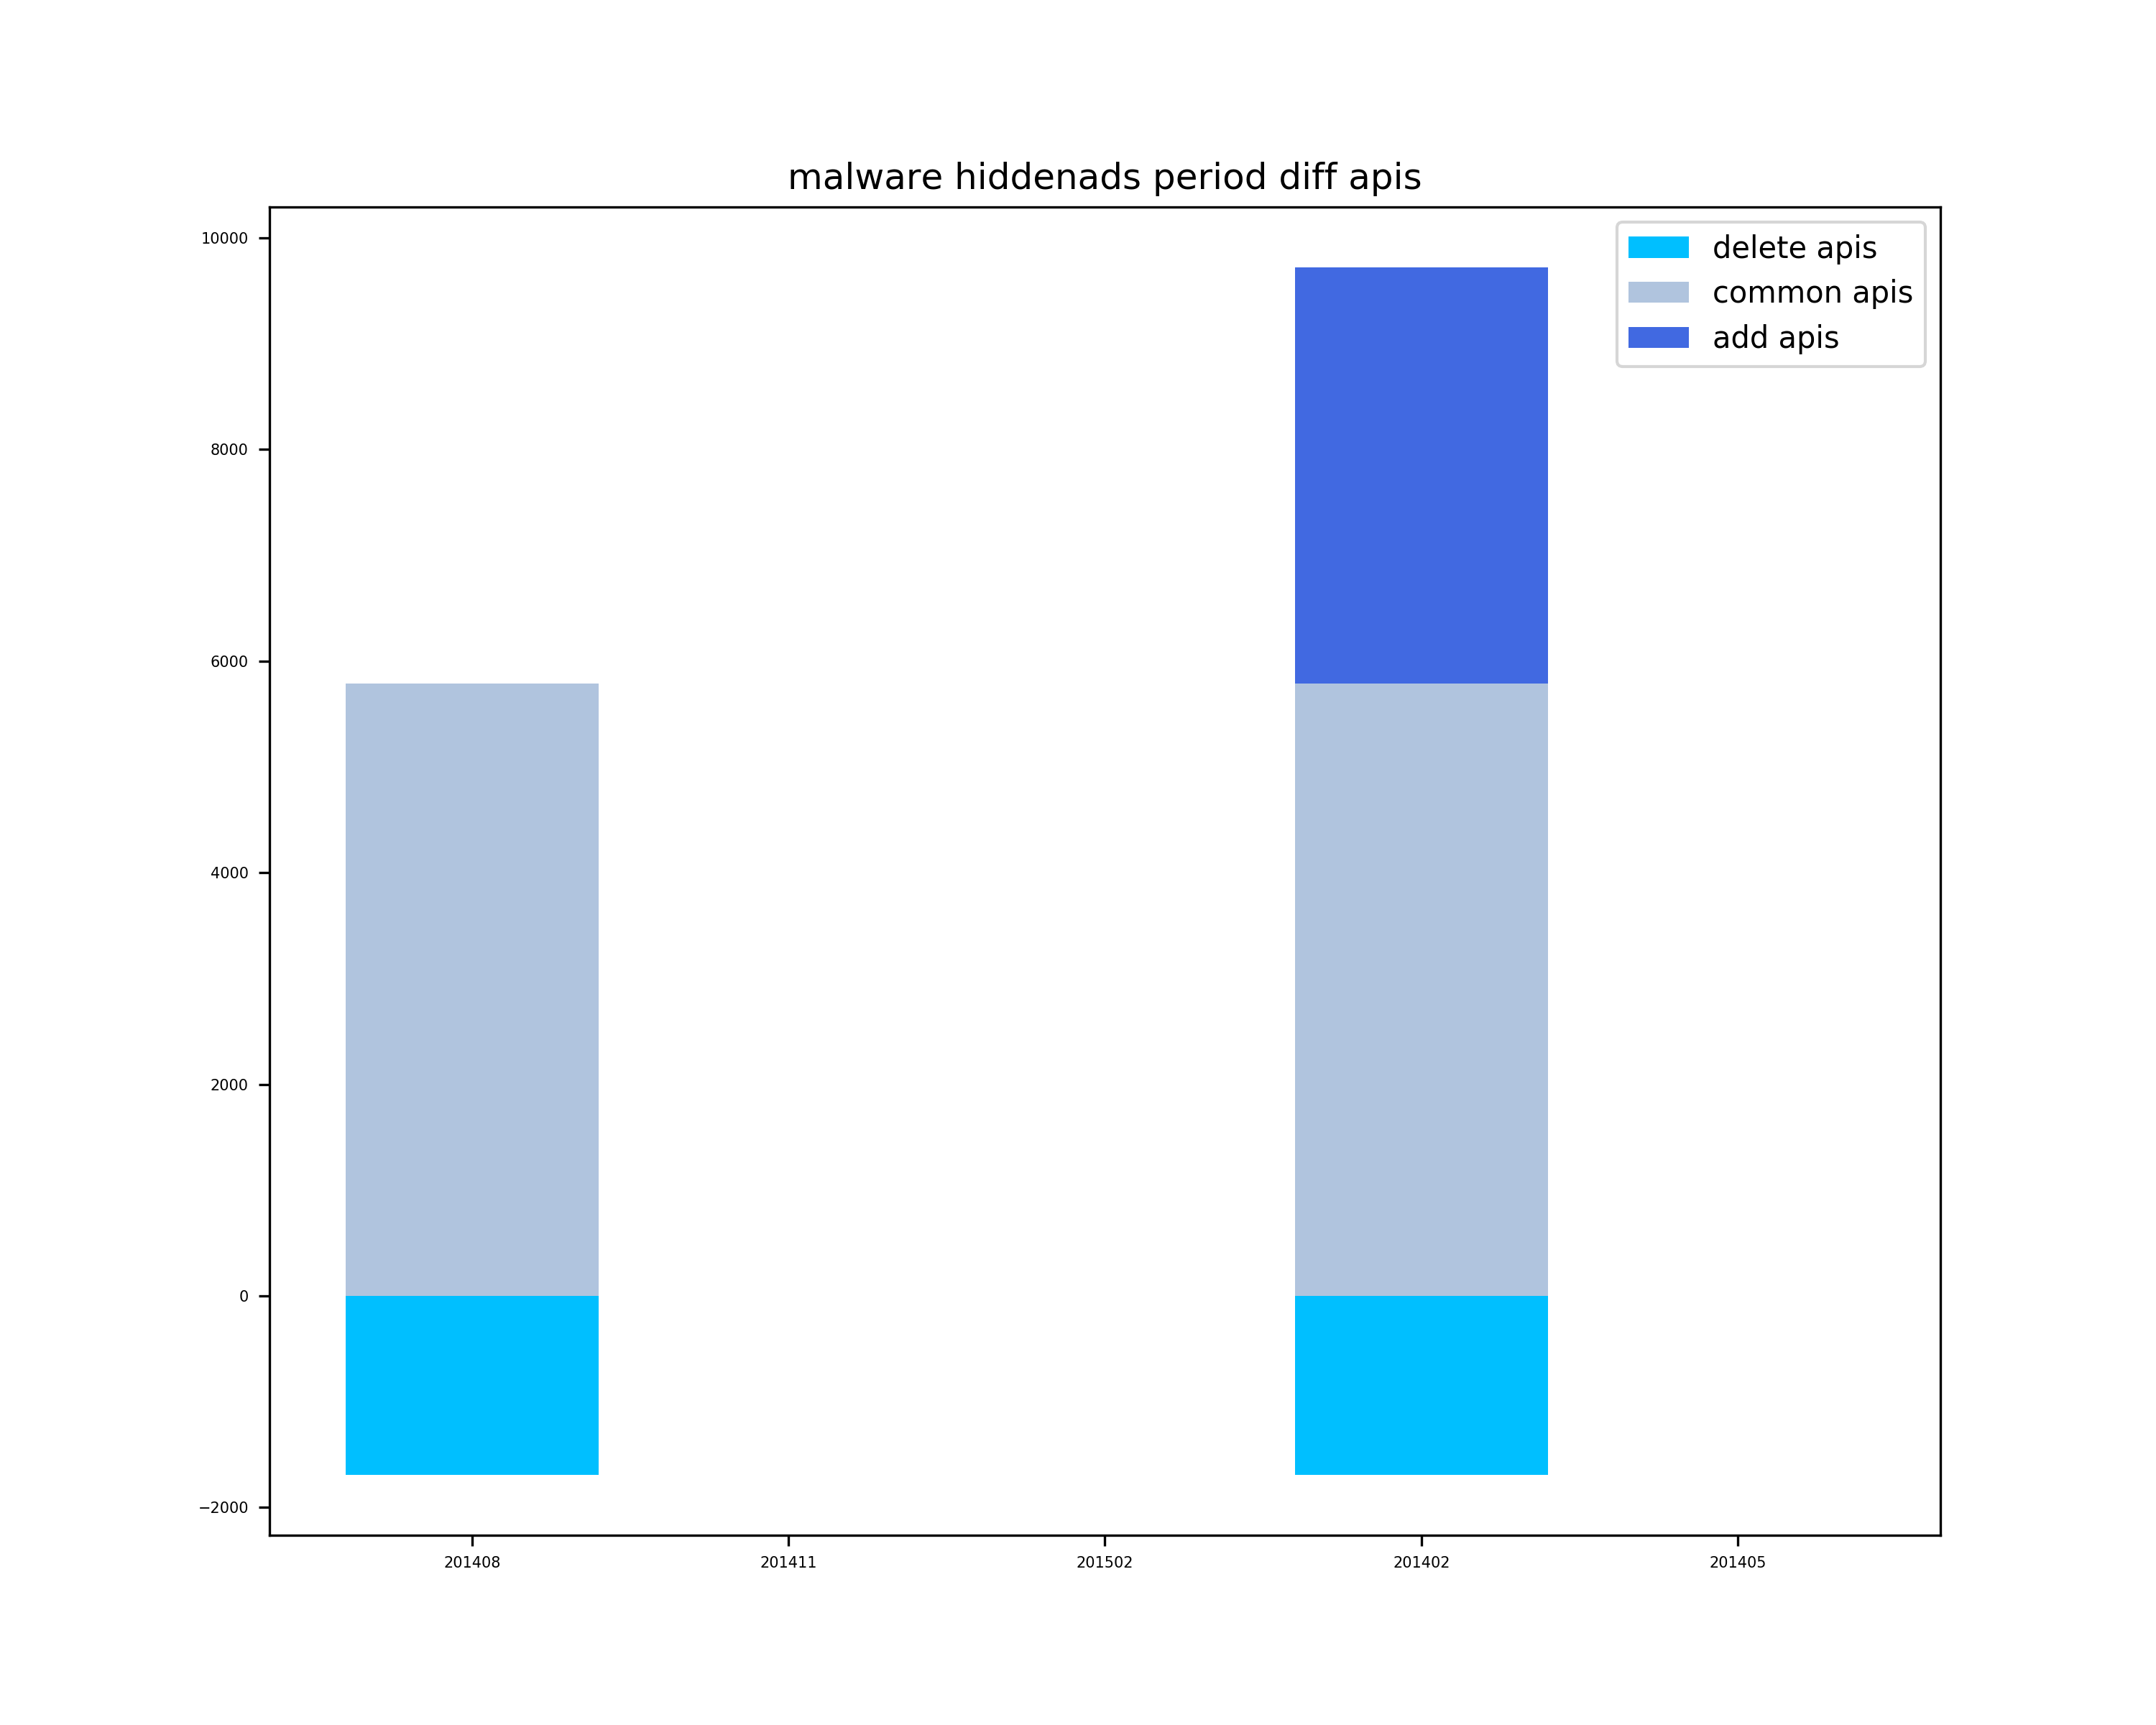 malware hiddenads period diff apis
delete apis
common apis
add apis
10000
8000
6000
4000
2000
0
−2000
201408 201411 201502 201402 201405